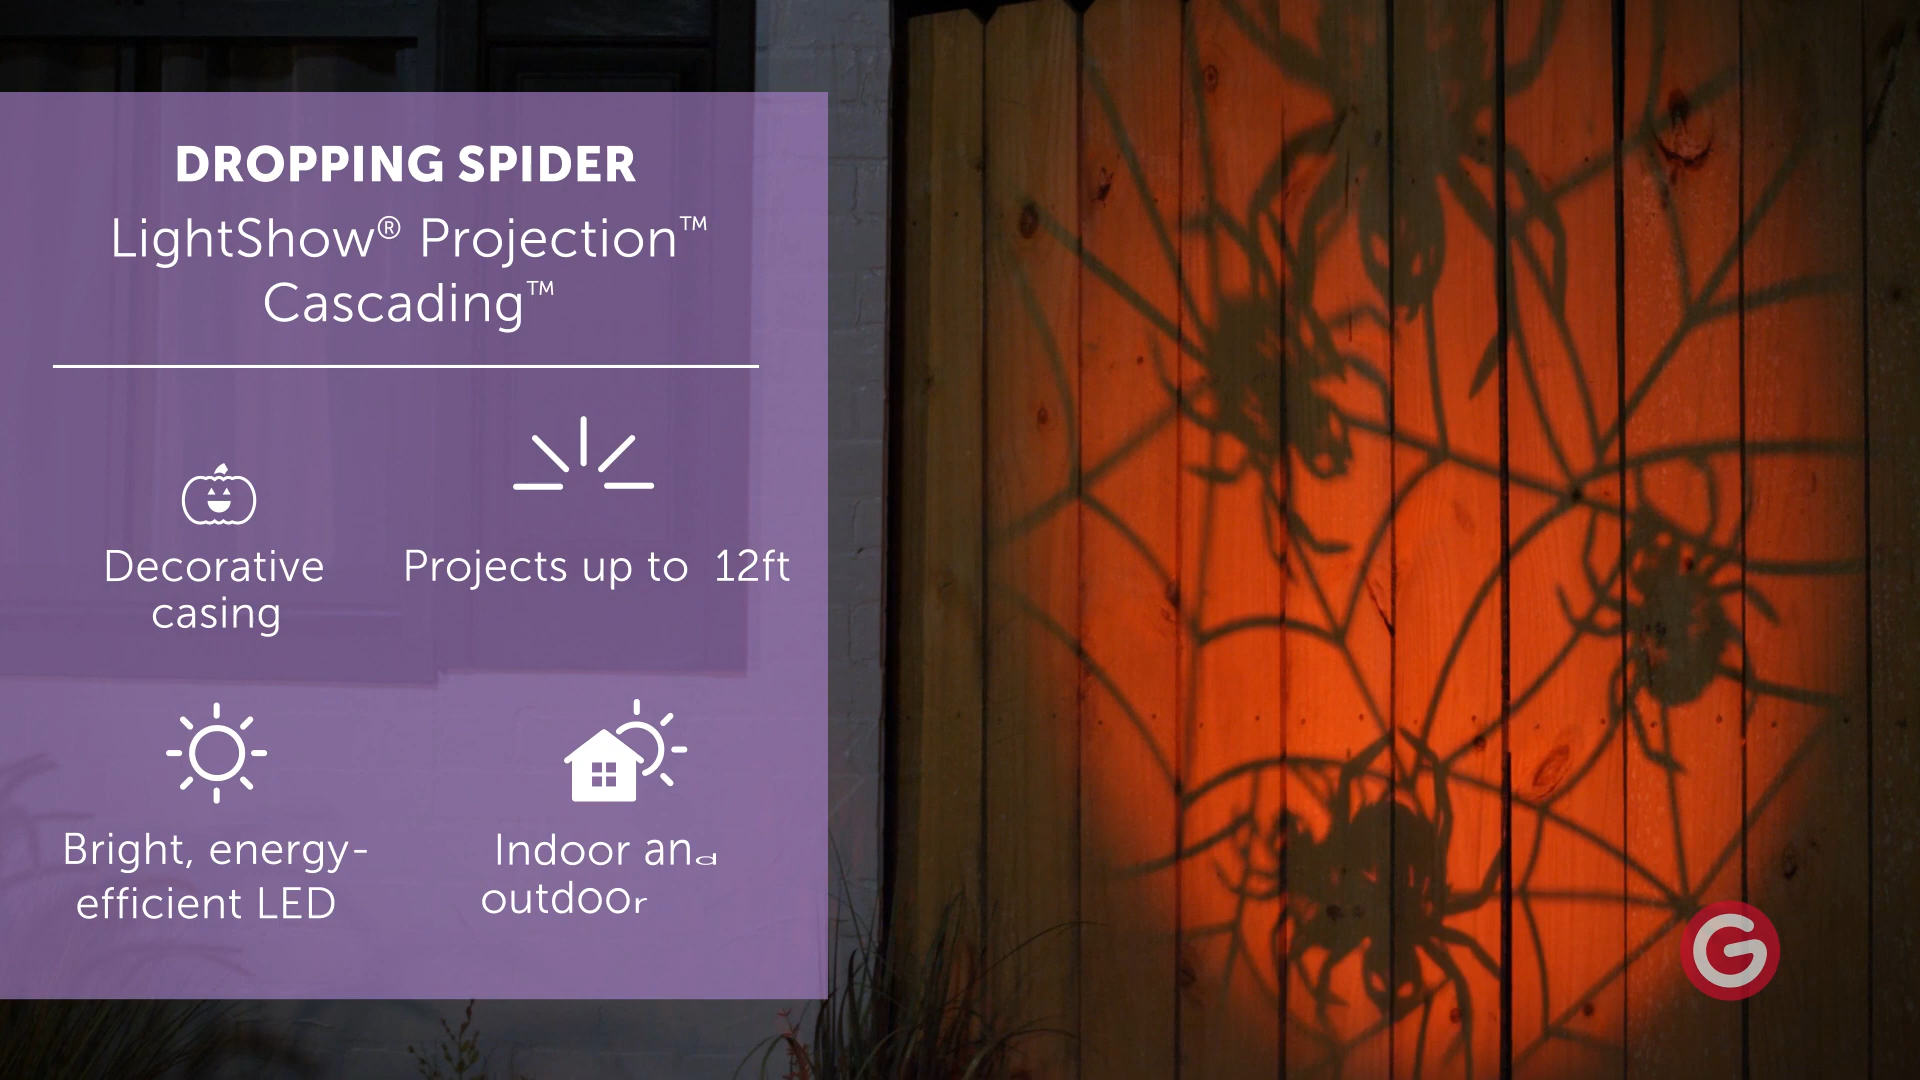 DROPPING SPIDER
LightShow® Projection™
Cascading™
Decorative
casing
Projects up to 12ft
Bright, energy-
efficient LED
Indoor and
outdoor
G